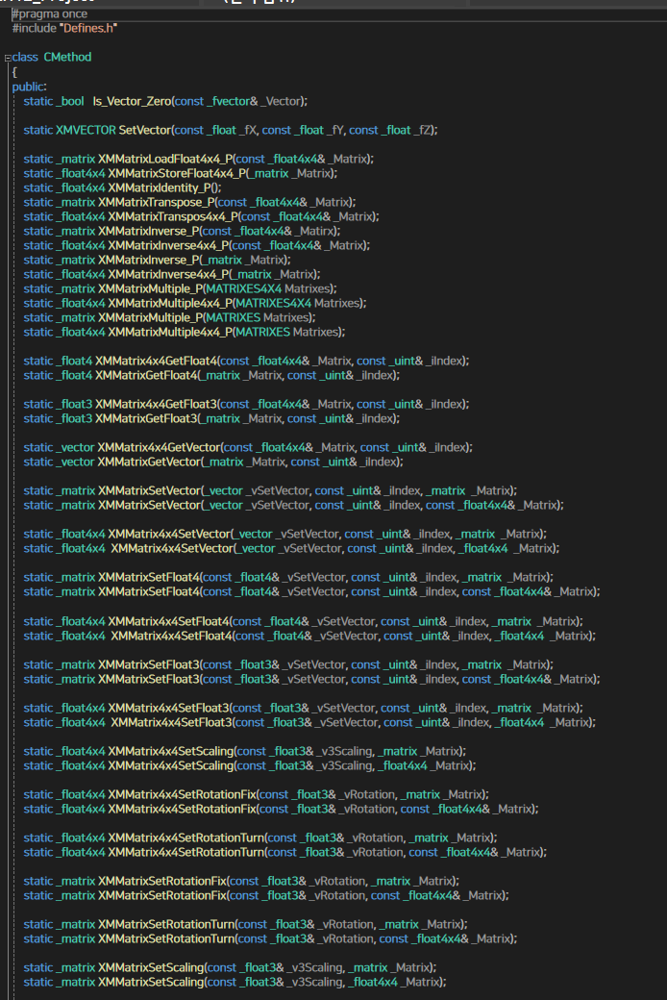 #pragma once
#include "Defines.h"
class CMethod
{
public:
static _bool Is_Vector_Zero(const _fvector& _Vector);
static XMVECTOR SetVector(const _float _fX, const _float _fY, const _float _fZ);
static _matrix XMMatrixLoadFloat4x4_P(const _float4x4& _Matrix);
static _float4x4 XMMatrixStoreFloat4x4_P(_matrix _Matrix);
static _float4x4 XMMatrixIdentity_P();
static _matrix XMMatrixTranspose_P(const _float4x4& _Matrix);
static _float4x4 XMMatrixTranspos4x4_P(const _float4x4& _Matrix);
static _matrix XMMatrixInverse_P(const _float4x4& _Matirx);
static _float4x4 XMMatrixInverse4x4_P(const _float4x4& _Matrix);
static _matrix XMMatrixInverse_P(_matrix _Matrix);
static _float4x4 XMMatrixInverse4x4_P(_matrix _Matrix);
static _matrix XMMatrixMultiple_P(MATRIXES4X4 Matrixes);
static _float4x4 XMMatrixMultiple4x4_P(MATRIXES4X4 Matrixes);
static _matrix XMMatrixMultiple_P(MATRIXES Matrixes);
static _float4x4 XMMatrixMultiple4x4_P(MATRIXES Matrixes);
static _float4 XMMatrix4x4GetFloat4(const _float4x4& _Matrix, const _uint& _iIndex);
static _float4 XMMatrixGetFloat4(_matrix _Matrix, const _uint& _iIndex);
static _float3 XMMatrix4x4GetFloat3(const _float4x4& _Matrix, const _uint& _iIndex);
static _float3 XMMatrixGetFloat3(_matrix _Matrix, const _uint& _iIndex);
static _vector XMMatrix4x4GetVector(const _float4x4& _Matrix, const _uint& _iIndex);
static _vector XMMatrixGetVector(_matrix _Matrix, const _uint& _iIndex);
static _matrix XMMatrixSetVector(_vector _vSetVector, const _uint& _iIndex, _matrix _Matrix);
static _matrix XMMatrixSetVector(_vector _vSetVector, const _uint& _iIndex, const _float4x4& _Matrix);
static _float4x4 XMMatrix4x4SetVector(_vector _vSetVector, const _uint& _iIndex, _matrix _Matrix);
static _float4x4 XMMatrix4x4SetVector(_vector _vSetVector, const _uint& _iIndex, _float4x4 _Matrix);
static _matrix XMMatrixSetFloat4(const _float4& _vSetVector, const _uint& _iIndex, _matrix _Matrix);
static _matrix XMMatrixSetFloat4(const _float4& _vSetVector, const _uint& _iIndex, const _float4x4& _Matrix);
static _float4x4 XMMatrix4x4SetFloat4(const _float4& _vSetVector, const _uint& _iIndex, _matrix _Matrix);
static _float4x4 XMMatrix4x4SetFloat4(const _float4& _vSetVector, const _uint& _iIndex, _float4x4 _Matrix);
static _matrix XMMatrixSetFloat3(const _float3& _vSetVector, const _uint& _iIndex, _matrix _Matrix);
static _matrix XMMatrixSetFloat3(const _float3& _vSetVector, const _uint& _iIndex, const _float4x4& _Matrix);
static _float4x4 XMMatrix4x4SetFloat3(const _float3& _vSetVector, const _uint& _iIndex, _matrix _Matrix);
static _float4x4 XMMatrix4x4SetFloat3(const _float3& _vSetVector, const _uint& _iIndex, _float4x4 _Matrix);
static _float4x4 XMMatrix4x4SetScaling(const _float3& _v3Scaling, _matrix _Matrix);
static _float4x4 XMMatrix4x4SetScaling(const _float3& _v3Scaling, _float4x4 _Matrix);
static _float4x4 XMMatrix4x4SetRotationFix(const _float3& _vRotation, _matrix _Matrix);
static _float4x4 XMMatrix4x4SetRotationFix(const _float3& _vRotation, const _float4x4& _Matrix);
static _float4x4 XMMatrix4x4SetRotationTurn(const _float3& _vRotation, _matrix _Matrix);
static _float4x4 XMMatrix4x4SetRotationTurn(const _float3& _vRotation, const _float4x4& _Matrix);
static _matrix XMMatrixSetRotationFix(const _float3& _vRotation, _matrix _Matrix);
static _matrix XMMatrixSetRotationFix(const _float3& _vRotation, const _float4x4& _Matrix);
static _matrix XMMatrixSetRotationTurn(const _float3& _vRotation, _matrix _Matrix);
static _matrix XMMatrixSetRotationTurn(const _float3& _vRotation, const _float4x4& _Matrix);
static _matrix XMMatrixSetScaling(const _float3& _v3Scaling, _matrix _Matrix);
static _matrix XMMatrixSetScaling(const _float3& _v3Scaling, _float4x4 _Matrix);